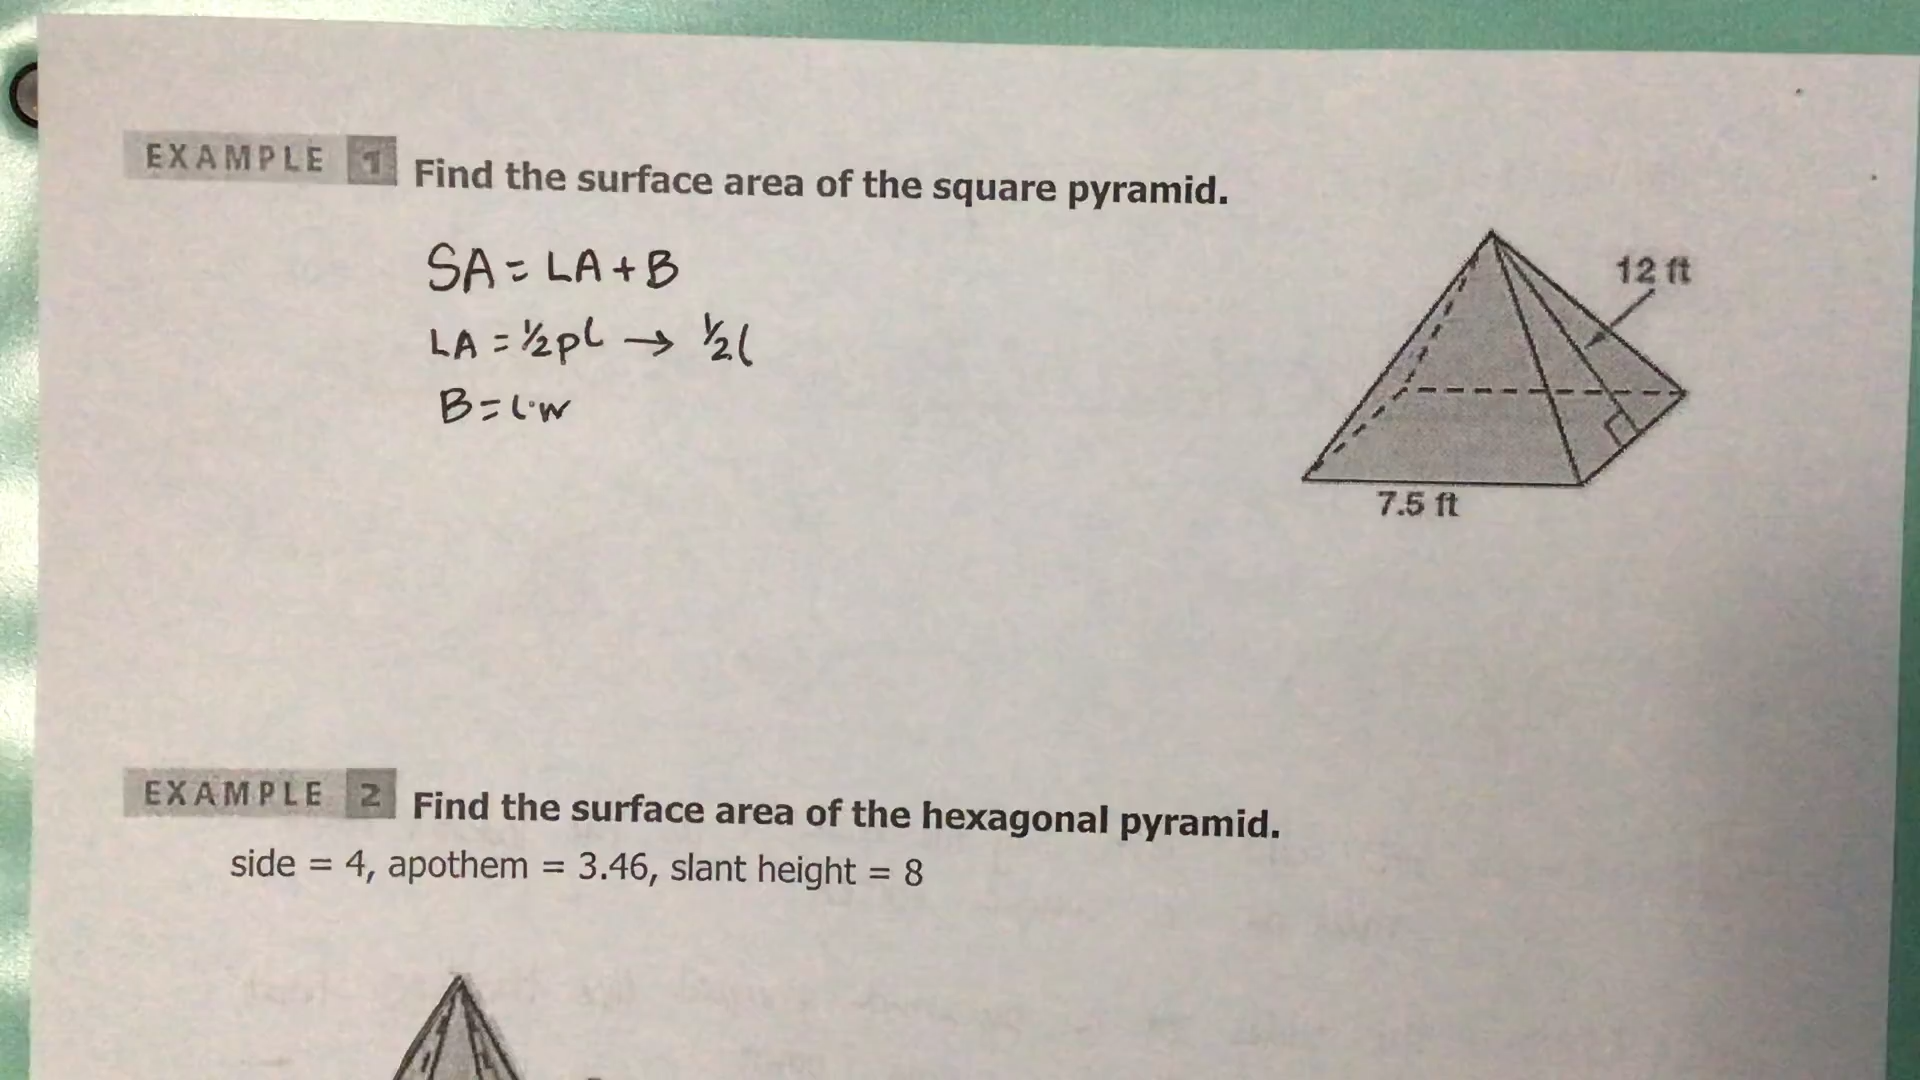 EXAMPLE 1 Find the surface area of the square pyramid.
SA = LA + B
LA = ½pl → ½(
B = l·w
12 ft
7.5 ft
EXAMPLE 2 Find the surface area of the hexagonal pyramid.
side = 4, apothem = 3.46, slant height = 8